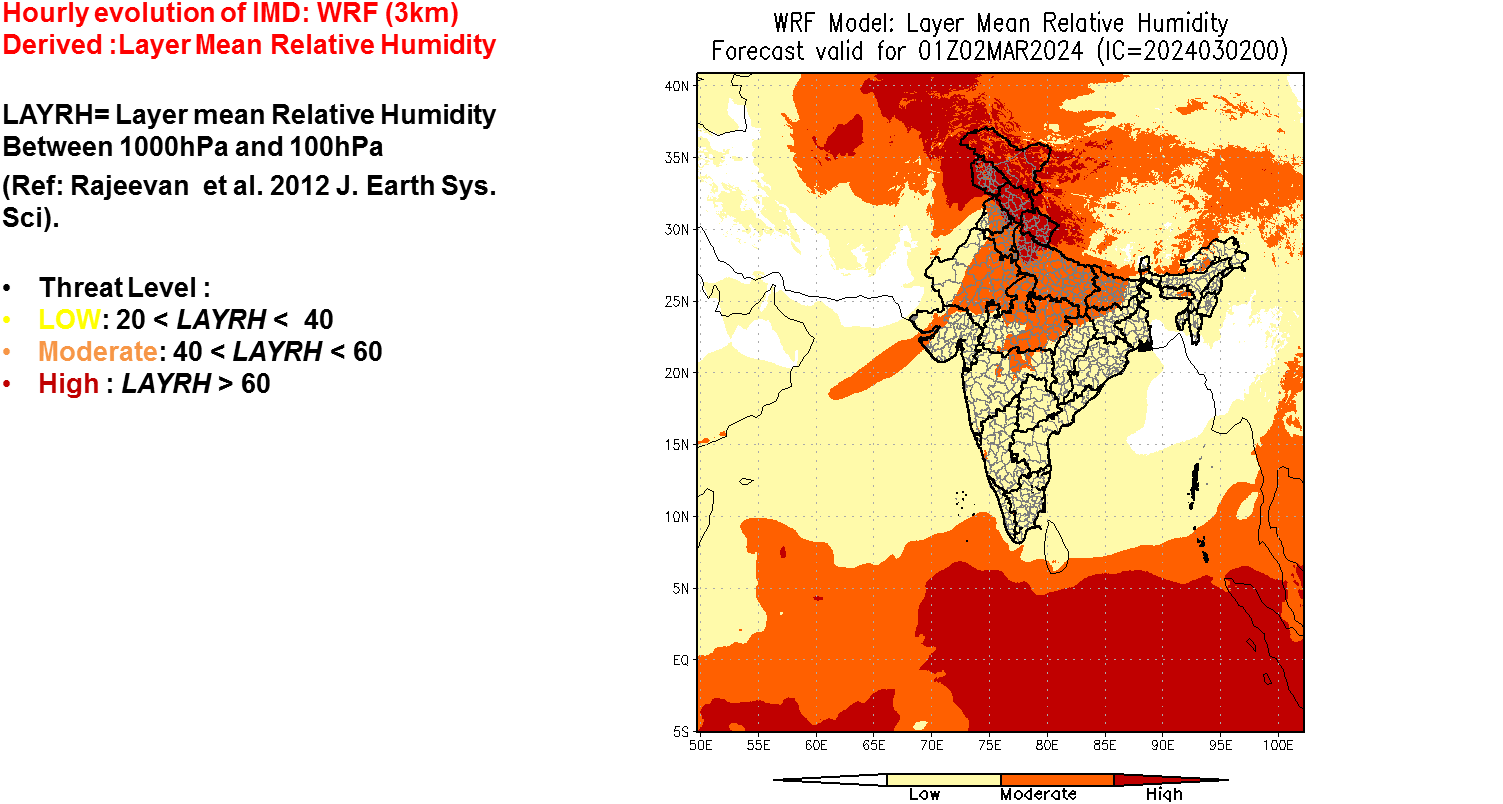 Hourly evolution of IMD: WRF (3km)
Derived :Layer Mean Relative Humidity
LAYRH= Layer mean Relative Humidity
Between 1000hPa and 100hPa
(Ref: Rajeevan et al. 2012 J. Earth Sys.
Sci).
• Threat Level :
• LOW: 20 < LAYRH < 40
• Moderate: 40 < LAYRH < 60
• High : LAYRH > 60
WRF Model: Layer Mean Relative Humidity
Forecast valid for 01Z02MAR2024 (IC=2024030200)
40N
35N
30N
25N
20N
15N
10N
5N
EQ
5S
50E 55E 60E 65E 70E 75E 80E 85E 90E 95E 100E
Low Moderate High